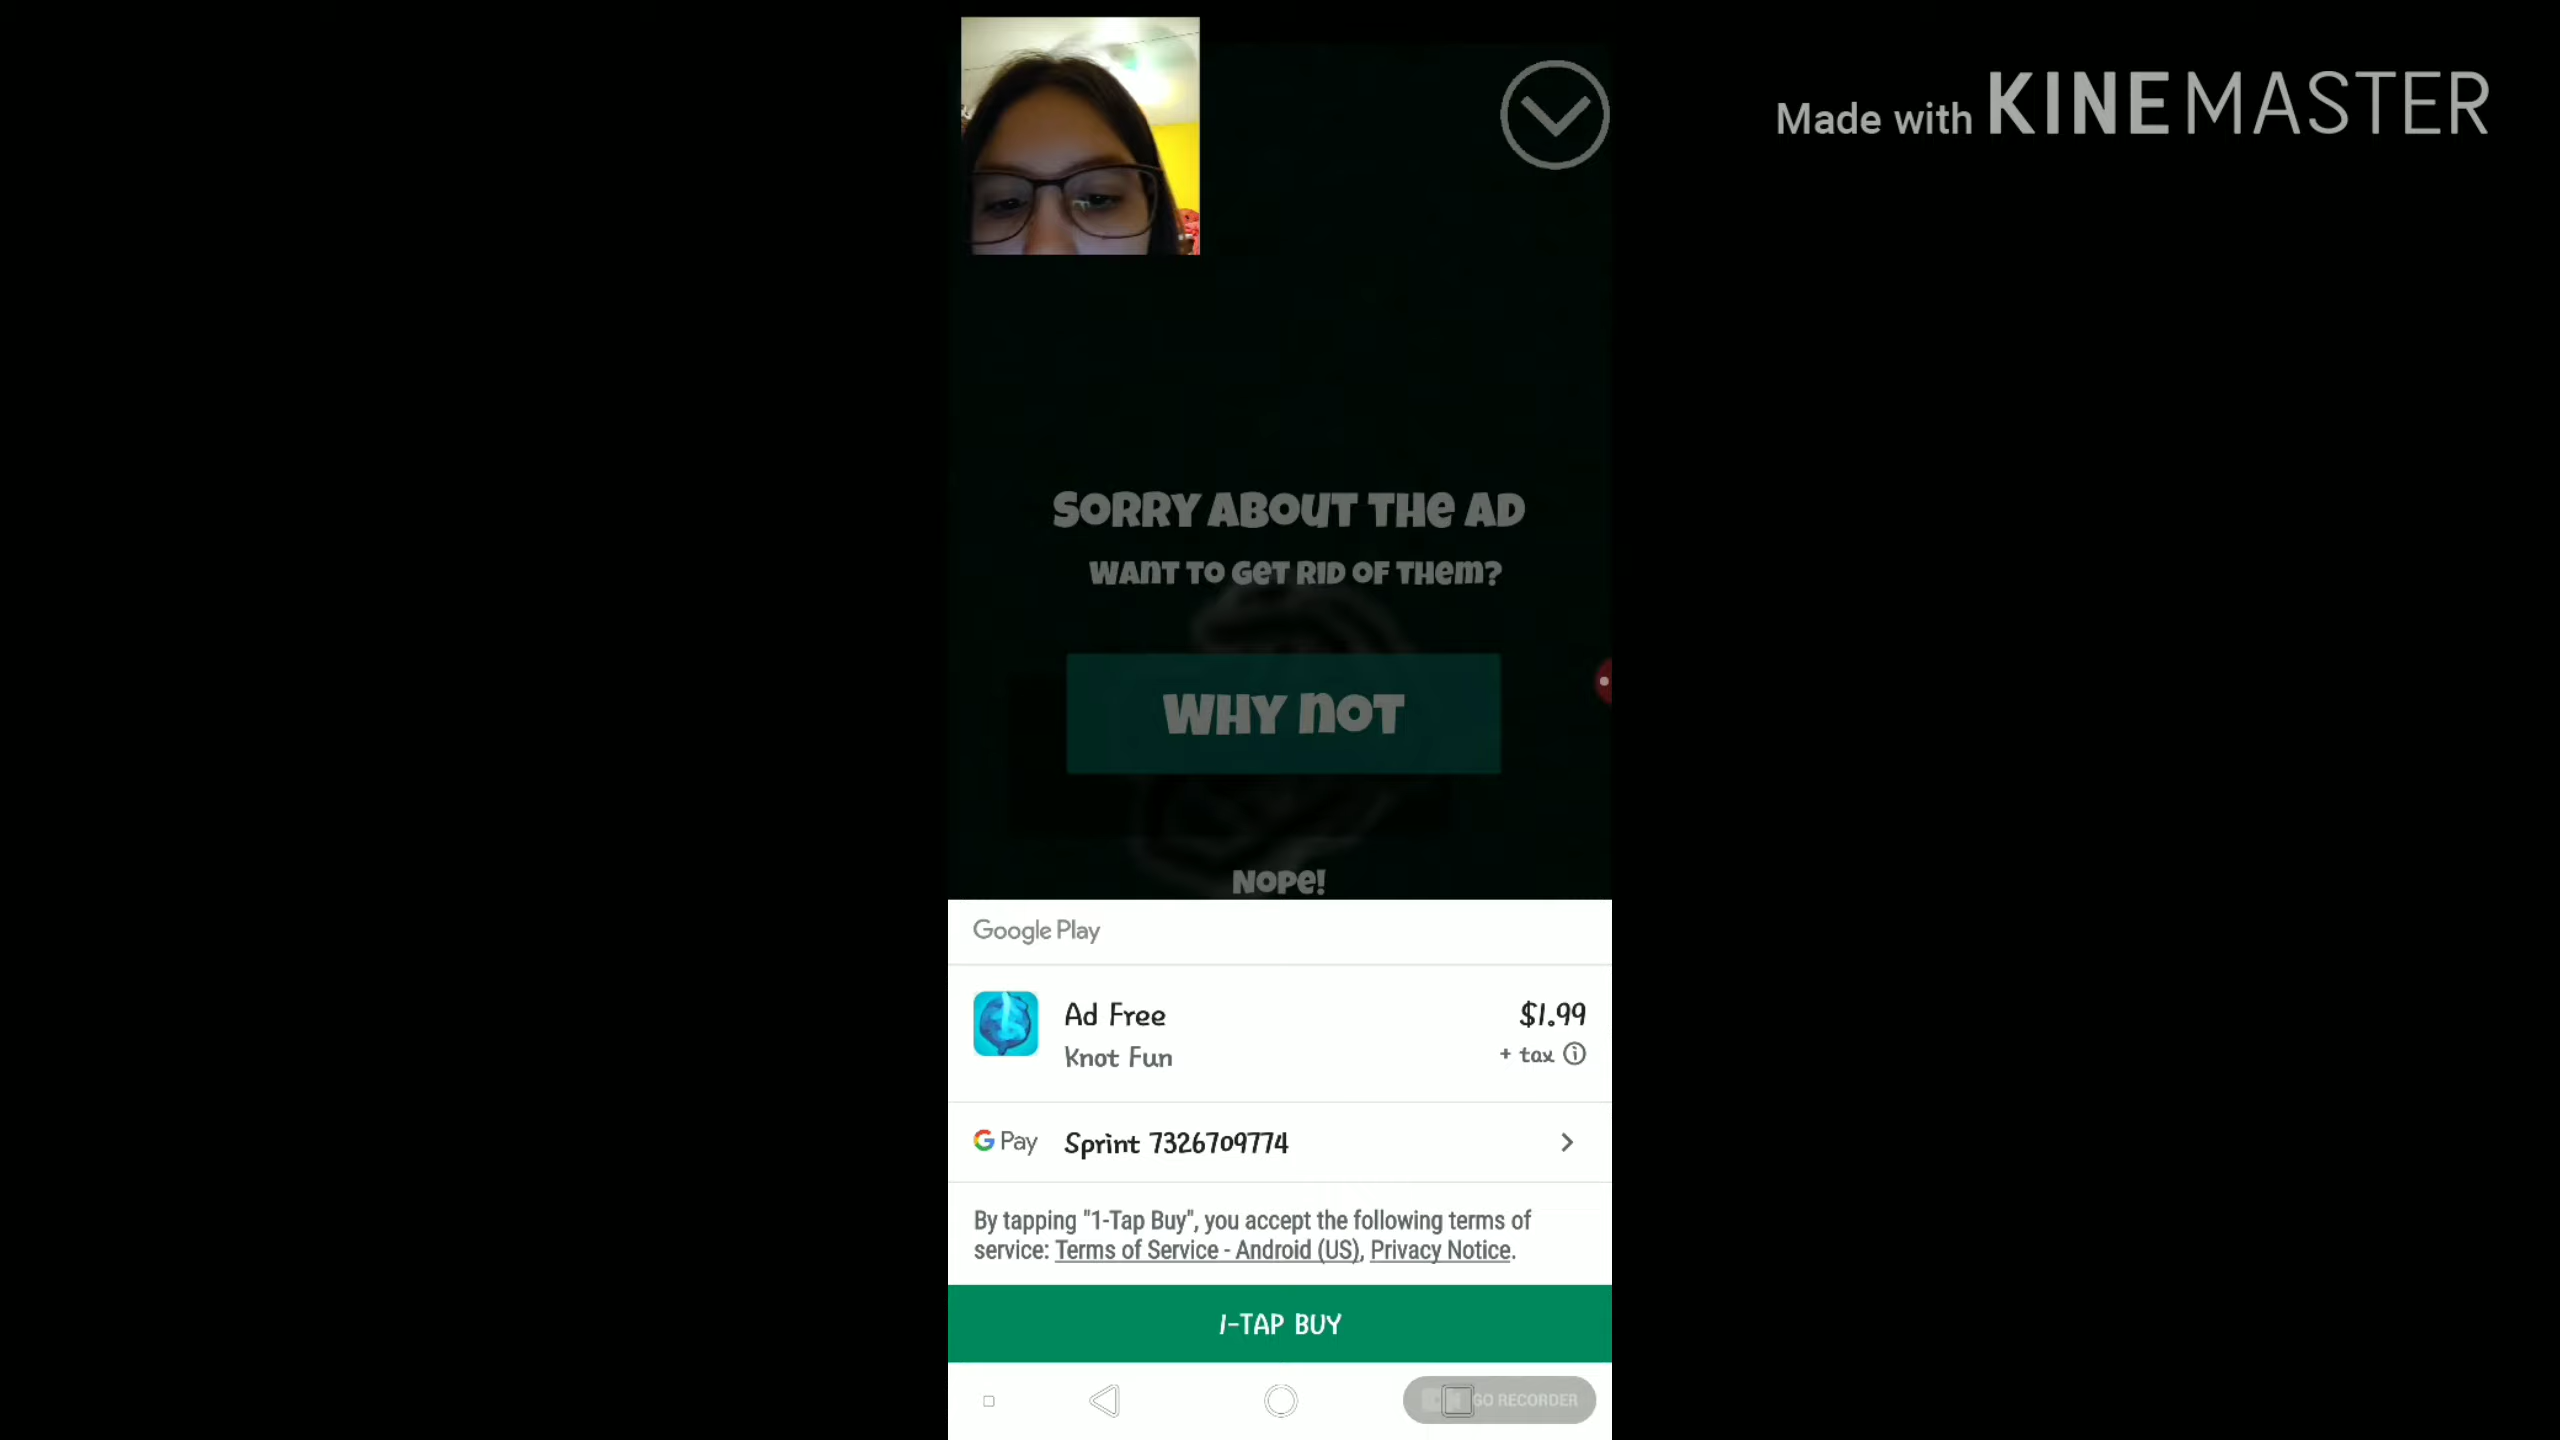 Made with KINEMASTER
SORRY ABOUT THE AD
WANT TO GET RID OF THEM?
WHY NOT
NOPE!
Google Play
Ad Free
$1.99
Knot Fun
+ tax
G Pay
Sprint 7326709774
By tapping "1-Tap Buy", you accept the following terms of
service: Terms of Service - Android (US), Privacy Notice.
1-TAP BUY
GO RECORDER